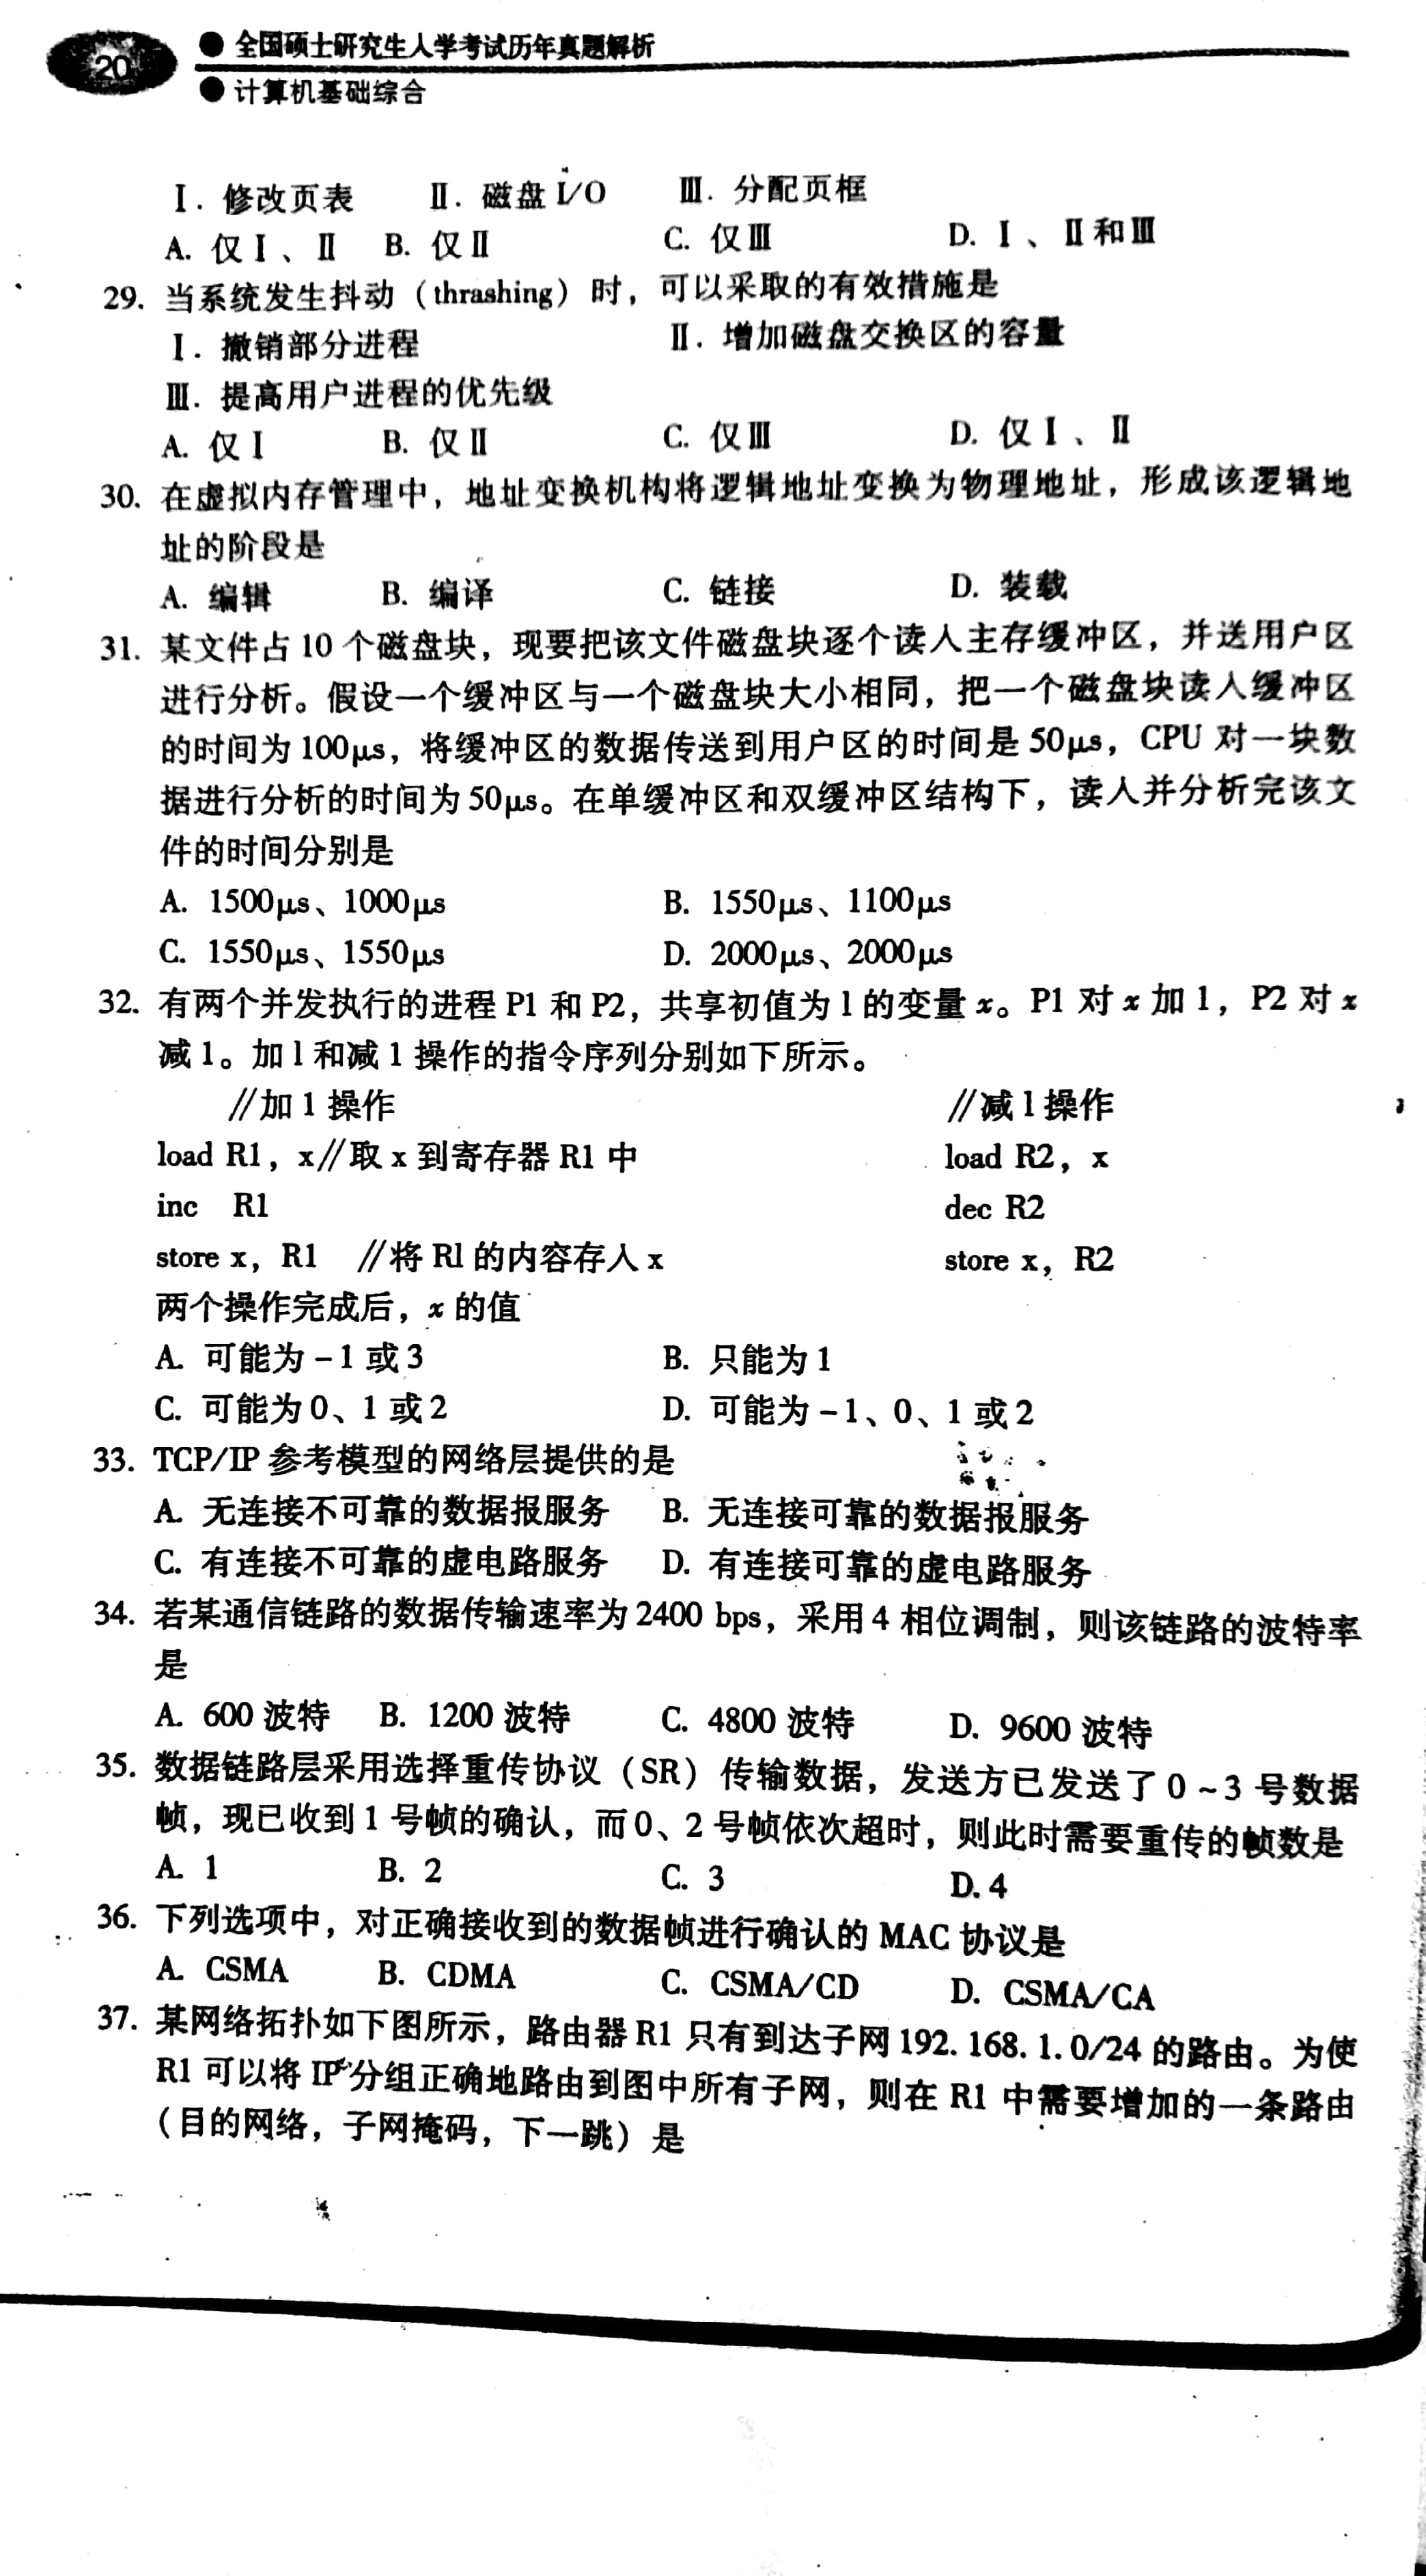 20
● 全国硕士研究生入学考试历年真题解析
● 计算机基础综合
Ⅰ. 修改页表 Ⅱ. 磁盘 I/O Ⅲ. 分配页框
A. 仅Ⅰ、Ⅱ B. 仅Ⅱ C. 仅Ⅲ D. Ⅰ、Ⅱ和Ⅲ
29. 当系统发生抖动（thrashing）时，可以采取的有效措施是
Ⅰ. 撤销部分进程 Ⅱ. 增加磁盘交换区的容量
Ⅲ. 提高用户进程的优先级
A. 仅Ⅰ B. 仅Ⅱ C. 仅Ⅲ D. 仅Ⅰ、Ⅱ
30. 在虚拟内存管理中，地址变换机构将逻辑地址变换为物理地址，形成该逻辑地
址的阶段是
A. 编辑 B. 编译 C. 链接 D. 装载
31. 某文件占 10 个磁盘块，现要把该文件磁盘块逐个读入主存缓冲区，并送用户区
进行分析。假设一个缓冲区与一个磁盘块大小相同，把一个磁盘块读入缓冲区
的时间为 100μs，将缓冲区的数据传送到用户区的时间是 50μs，CPU 对一块数
据进行分析的时间为 50μs。在单缓冲区和双缓冲区结构下，读入并分析完该文
件的时间分别是
A. 1500μs、1000μs B. 1550μs、1100μs
C. 1550μs、1550μs D. 2000μs、2000μs
32. 有两个并发执行的进程 P1 和 P2，共享初值为 1 的变量 x。P1 对 x 加 1，P2 对 x
减 1。加 1 和减 1 操作的指令序列分别如下所示。
//加 1 操作 //减 1 操作
load R1，x//取 x 到寄存器 R1 中 load R2，x
inc R1 dec R2
store x，R1 //将 R1 的内容存入 x store x，R2
两个操作完成后，x 的值
A. 可能为 -1 或 3 B. 只能为 1
C. 可能为 0、1 或 2 D. 可能为 -1、0、1 或 2
33. TCP/IP 参考模型的网络层提供的是
A. 无连接不可靠的数据报服务 B. 无连接可靠的数据报服务
C. 有连接不可靠的虚电路服务 D. 有连接可靠的虚电路服务
34. 若某通信链路的数据传输速率为 2400 bps，采用 4 相位调制，则该链路的波特率
是
A. 600 波特 B. 1200 波特 C. 4800 波特 D. 9600 波特
35. 数据链路层采用选择重传协议（SR）传输数据，发送方已发送了 0 ~ 3 号数据
帧，现已收到 1 号帧的确认，而 0、2 号帧依次超时，则此时需要重传的帧数是
A. 1 B. 2 C. 3 D. 4
36. 下列选项中，对正确接收到的数据帧进行确认的 MAC 协议是
A. CSMA B. CDMA C. CSMA/CD D. CSMA/CA
37. 某网络拓扑如下图所示，路由器 R1 只有到达子网 192. 168. 1. 0/24 的路由。为使
R1 可以将 IP 分组正确地路由到图中所有子网，则在 R1 中需要增加的一条路由
（目的网络，子网掩码，下一跳）是